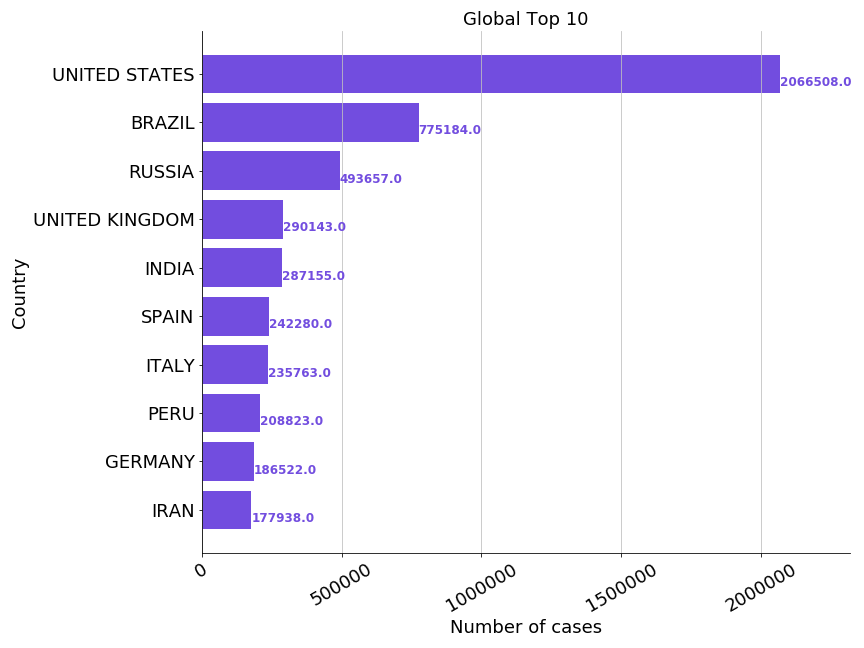 Global Top 10
Country
UNITED STATES 2066508.0
BRAZIL 775184.0
RUSSIA 493657.0
UNITED KINGDOM 290143.0
INDIA 287155.0
SPAIN 242280.0
ITALY 235763.0
PERU 208823.0
GERMANY 186522.0
IRAN 177938.0
0 500000 1000000 1500000 2000000
Number of cases